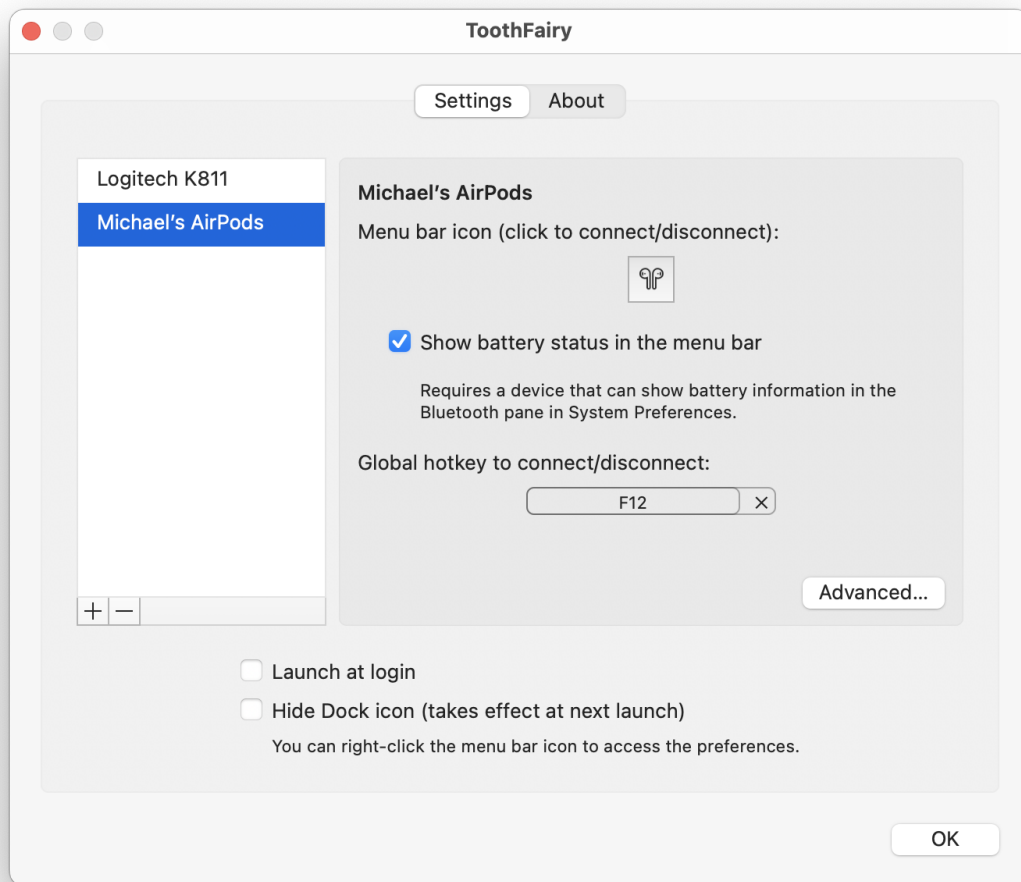 ToothFairy
Settings
About
Logitech K811
Michael’s AirPods
Michael’s AirPods
Menu bar icon (click to connect/disconnect):
Show battery status in the menu bar
Requires a device that can show battery information in the
Bluetooth pane in System Preferences.
Global hotkey to connect/disconnect:
F12
Advanced...
Launch at login
Hide Dock icon (takes effect at next launch)
You can right-click the menu bar icon to access the preferences.
OK